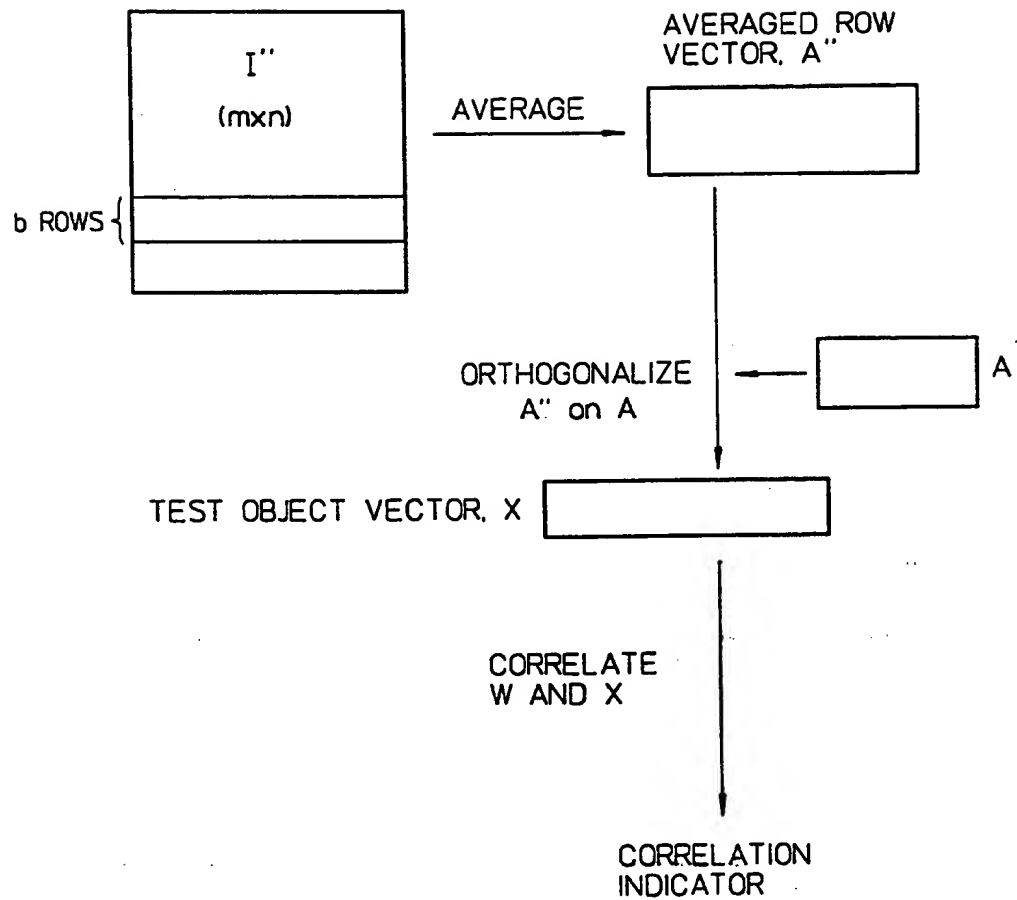 I''
(mxn)
b ROWS
AVERAGE
AVERAGED ROW
VECTOR, A''
ORTHOGONALIZE
A'' on A
A
TEST OBJECT VECTOR, X
CORRELATE
W AND X
CORRELATION
INDICATOR